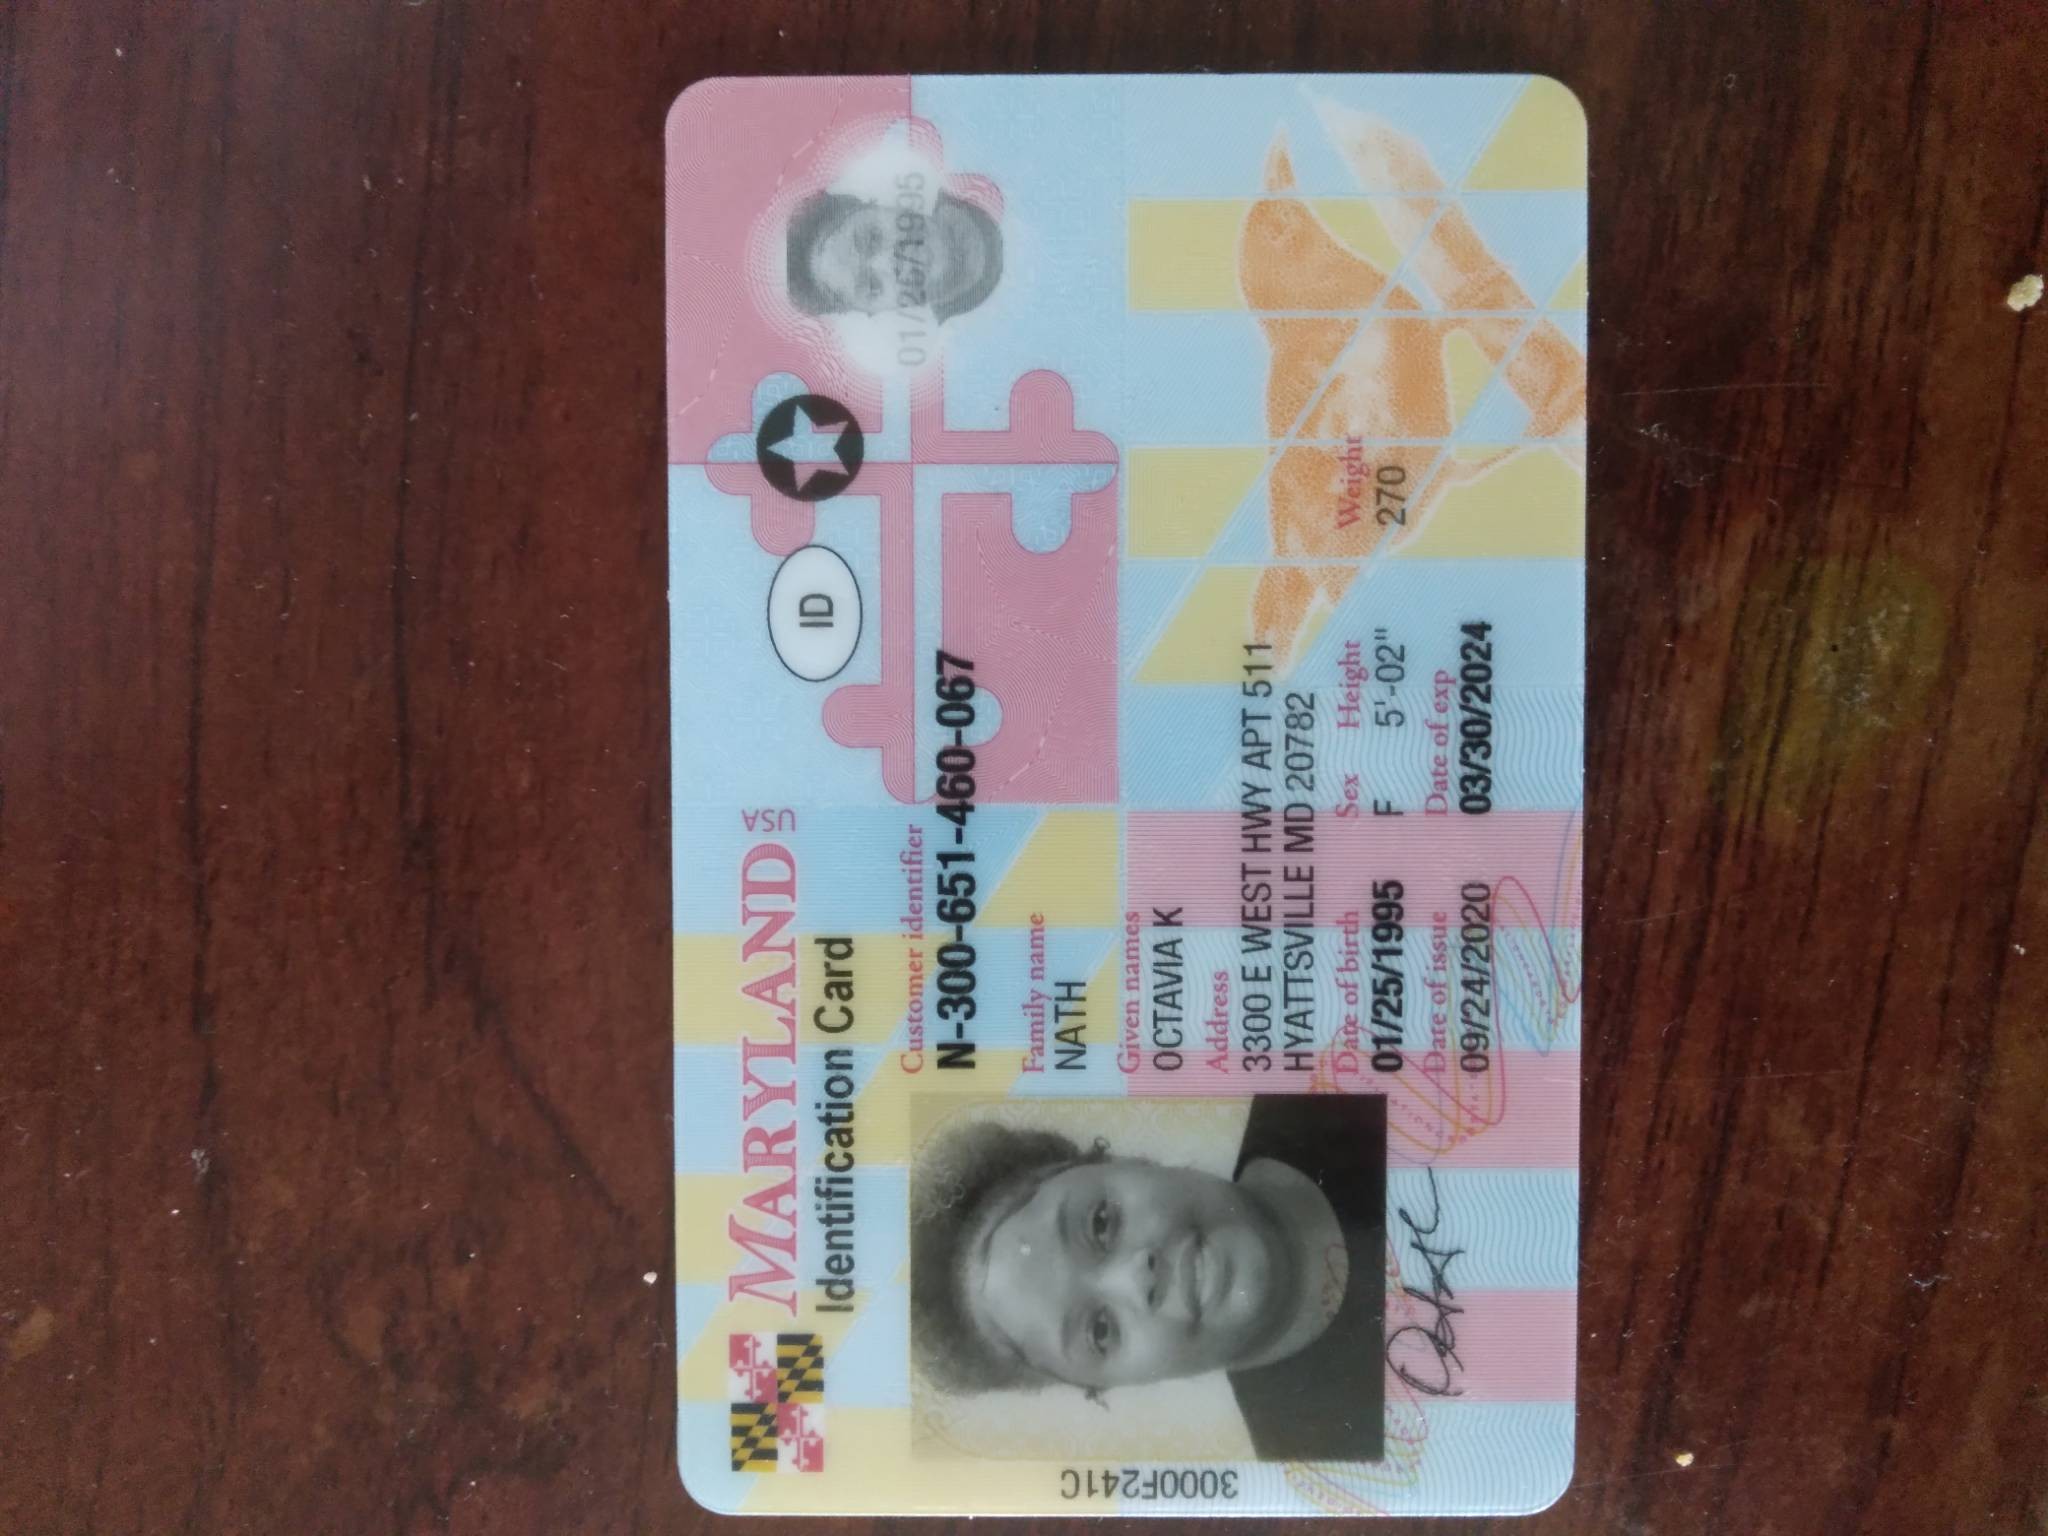 MARYLAND USA
Identification Card
ID
Customer identifier
N-300-651-460-067
01/25/1995
Family name
NATH
Given names
OCTAVIA K
Address
3300 E WEST HWY APT 511
HYATTSVILLE MD 20782
Date of birth Sex Height Weight
01/25/1995 F 5'-02" 270
Date of issue Date of exp
09/24/2020 03/30/2024
3000F241C